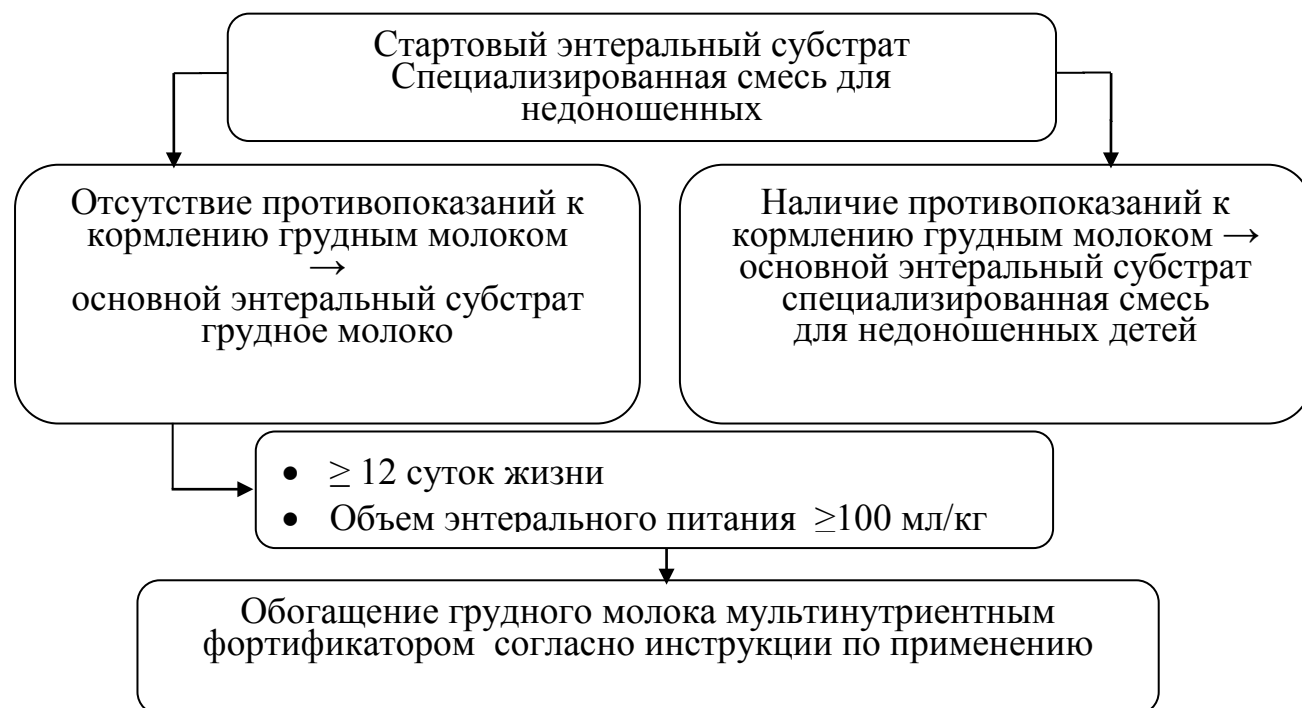 Стартовый энтеральный субстрат
Специализированная смесь для
недоношенных
Отсутствие противопоказаний к
кормлению грудным молоком
→
основной энтеральный субстрат
грудное молоко
Наличие противопоказаний к
кормлению грудным молоком →
основной энтеральный субстрат
специализированная смесь
для недоношенных детей
• ≥ 12 суток жизни
• Объем энтерального питания ≥100 мл/кг
Обогащение грудного молока мультинутриентным
фортификатором согласно инструкции по применению